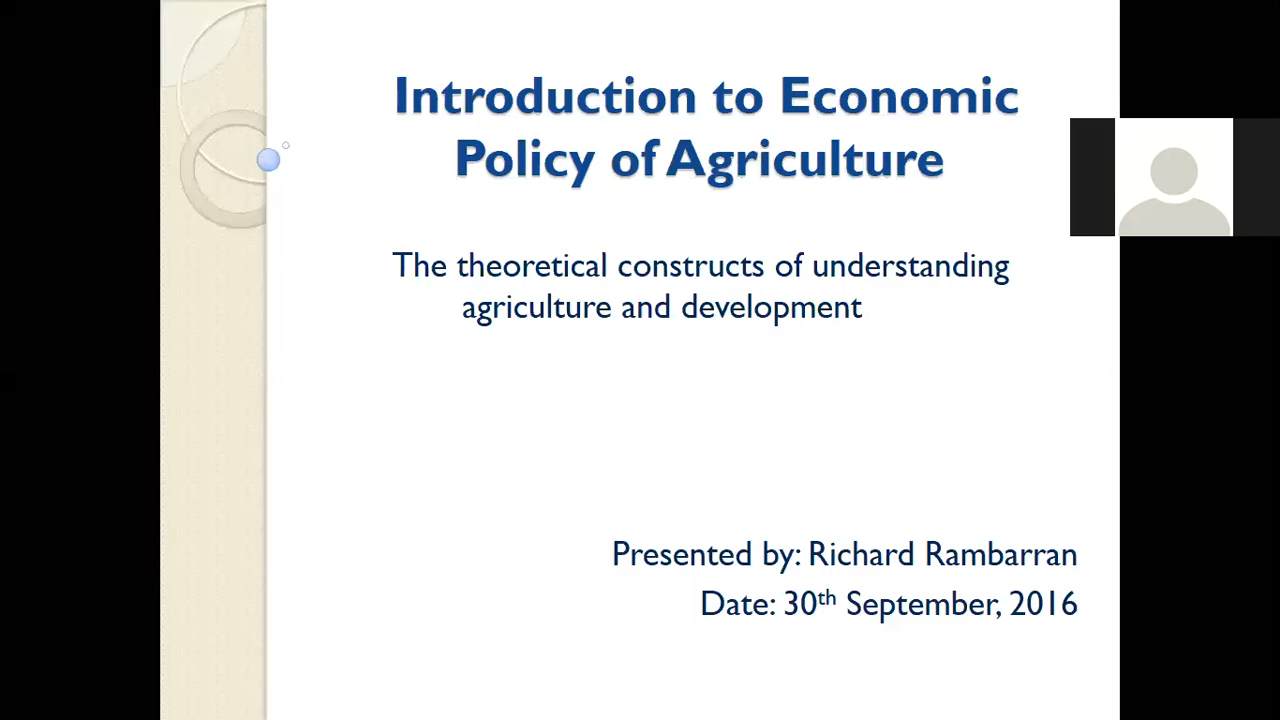 Introduction to Economic
Policy of Agriculture
The theoretical constructs of understanding
agriculture and development
Presented by: Richard Rambarran
Date: 30th September, 2016